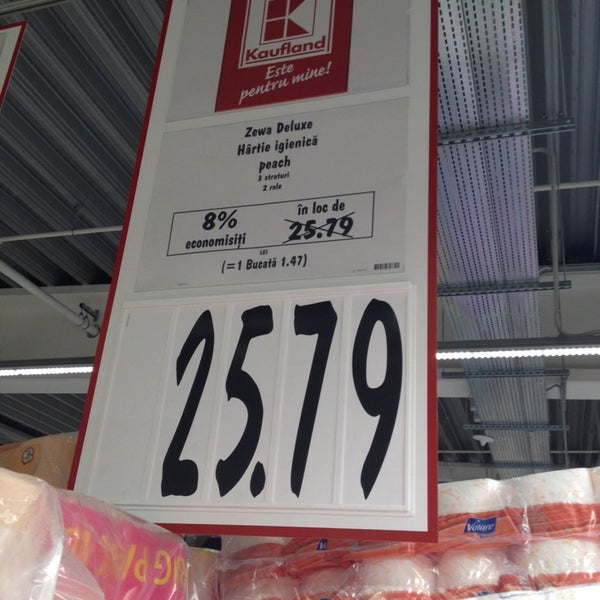 Kaufland
Este
pentru mine!
Zewa Deluxe
Hârtie igienică
peach
3 straturi
2 role
8%
economisiți
în loc de
25.79
LEI
(=1 Bucată 1.47)
25.79
Volare